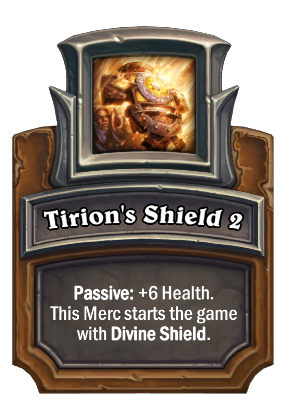 Tirion's Shield 2
Passive: +6 Health.
This Merc starts the game
with Divine Shield.